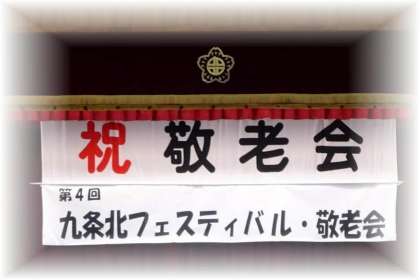 祝 敬老会
第4回
九条北フェスティバル・敬老会